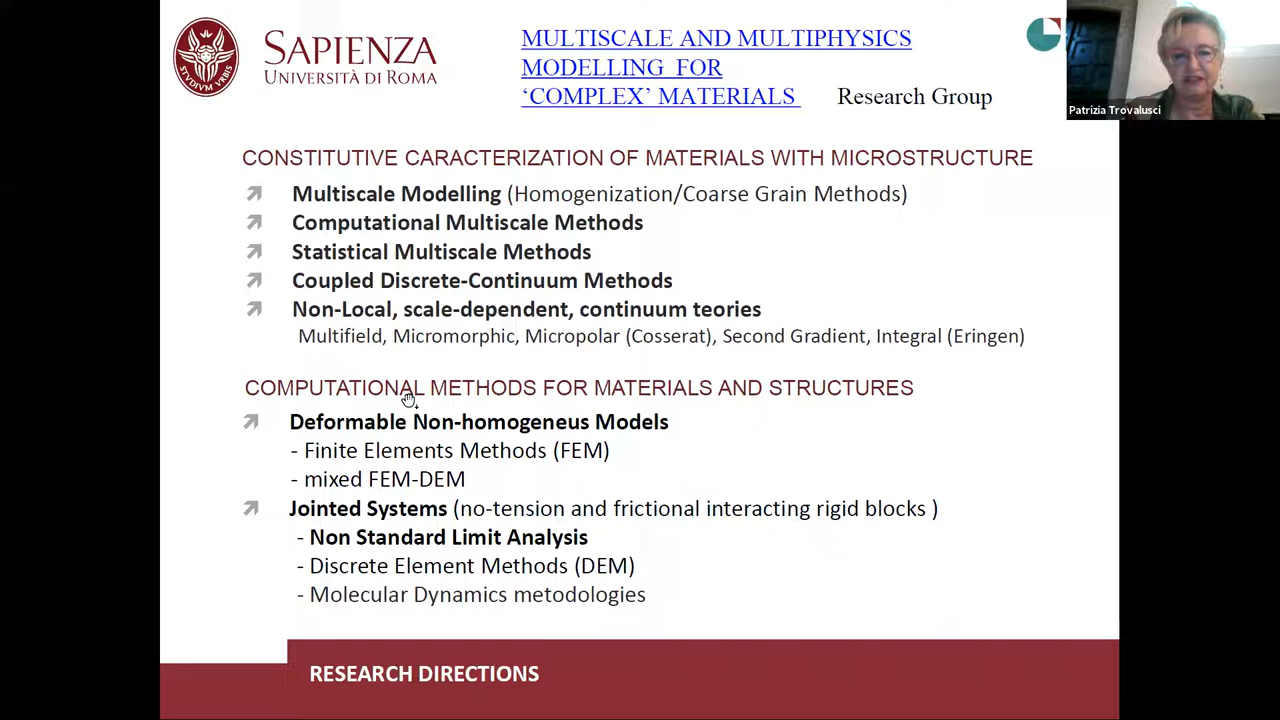 STVDIVM VRBIS
SAPIENZA
UNIVERSITÀ DI ROMA
MULTISCALE AND MULTIPHYSICS
MODELLING FOR
‘COMPLEX’ MATERIALS Research Group
Patrizia Trovalusci
CONSTITUTIVE CARACTERIZATION OF MATERIALS WITH MICROSTRUCTURE
Multiscale Modelling (Homogenization/Coarse Grain Methods)
Computational Multiscale Methods
Statistical Multiscale Methods
Coupled Discrete-Continuum Methods
Non-Local, scale-dependent, continuum teories
Multifield, Micromorphic, Micropolar (Cosserat), Second Gradient, Integral (Eringen)
COMPUTATIONAL METHODS FOR MATERIALS AND STRUCTURES
Deformable Non-homogeneus Models
- Finite Elements Methods (FEM)
- mixed FEM-DEM
Jointed Systems (no-tension and frictional interacting rigid blocks )
- Non Standard Limit Analysis
- Discrete Element Methods (DEM)
- Molecular Dynamics metodologies
RESEARCH DIRECTIONS